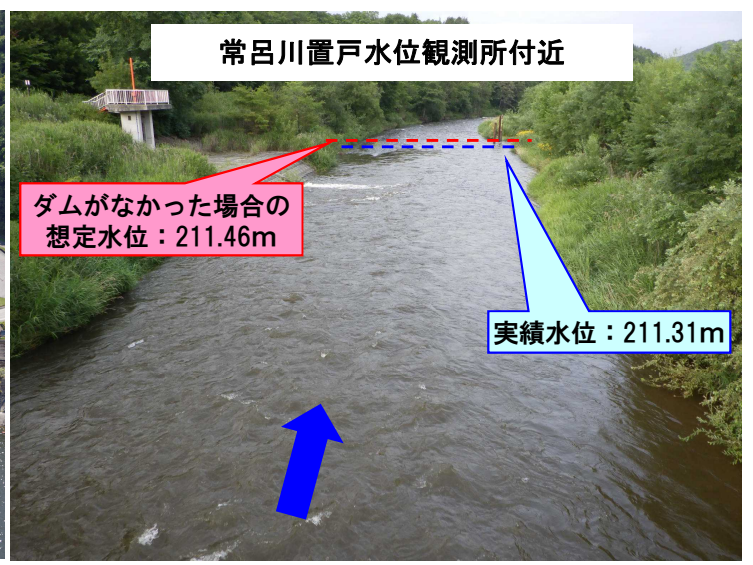 常呂川置戸水位観測所付近
ダムがなかった場合の
想定水位：211.46m
実績水位：211.31m